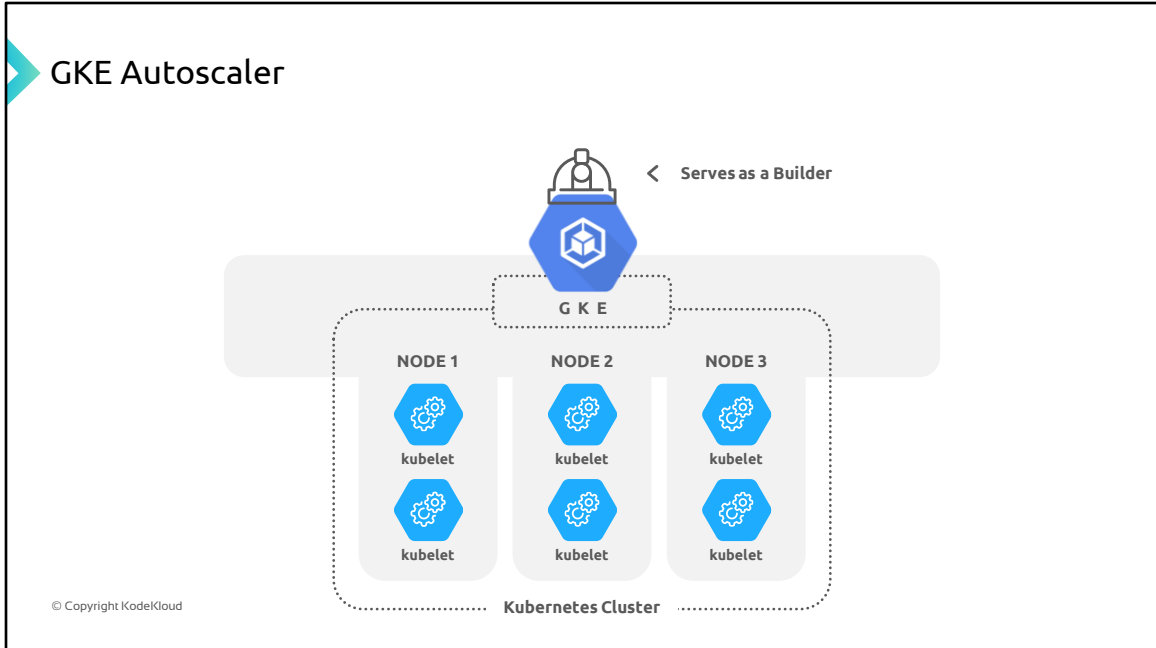 GKE Autoscaler
< Serves as a Builder
G K E
NODE 1 NODE 2 NODE 3
kubelet kubelet kubelet
kubelet kubelet kubelet
© Copyright KodeKloud
Kubernetes Cluster